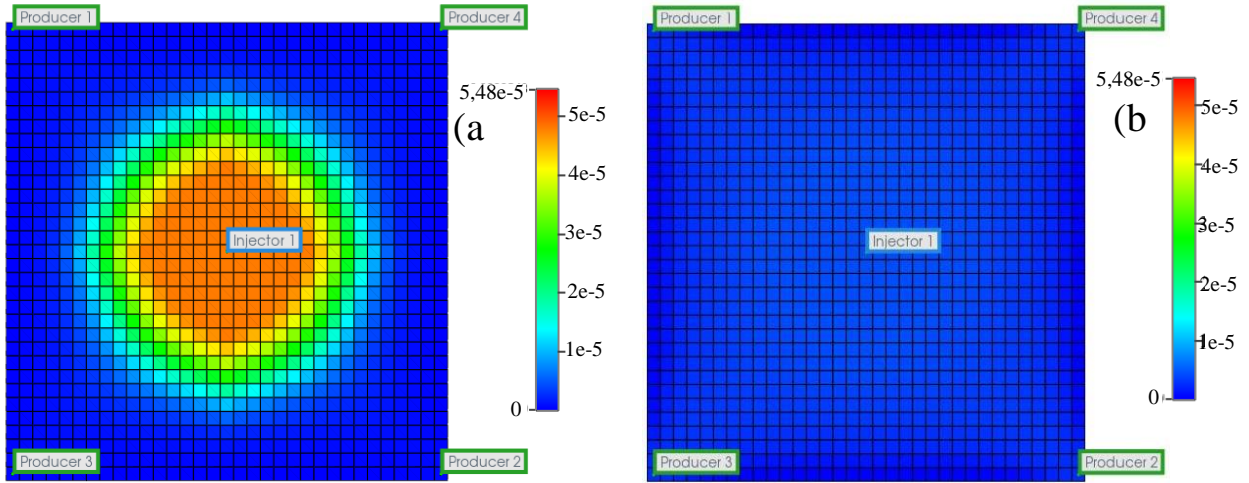 Producer 1
Producer 4
5,48e-5
5e-5
(a
4e-5
Injector 1
3e-5
2e-5
1e-5
0
Producer 3
Producer 2
Producer 1
Producer 4
5,48e-5
5e-5
(b
4e-5
Injector 1
3e-5
2e-5
1e-5
0
Producer 3
Producer 2